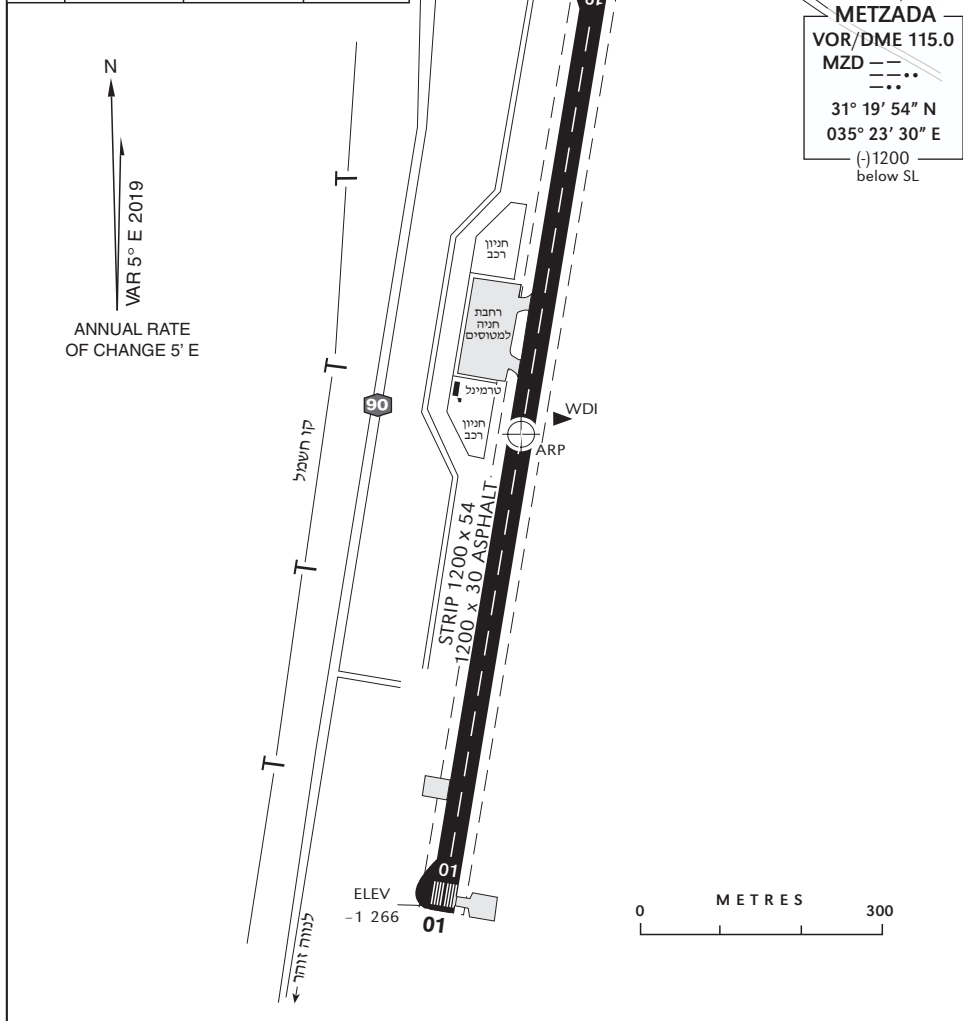 METZADA
VOR/DME 115.0
MZD
31° 19' 54" N
035° 23' 30" E
(-)1200
below SL
N
VAR 5° E 2019
ANNUAL RATE
OF CHANGE 5' E
חניון
רכב
רחבת
חניה
למטוסים
טרמינל
חניון
רכב
90
WDI
ARP
קו חשמל
STRIP 1200 x 54
1200 x 30 ASPHALT
01
ELEV
-1 266
01
לנווה זוהר
METRES
0 300